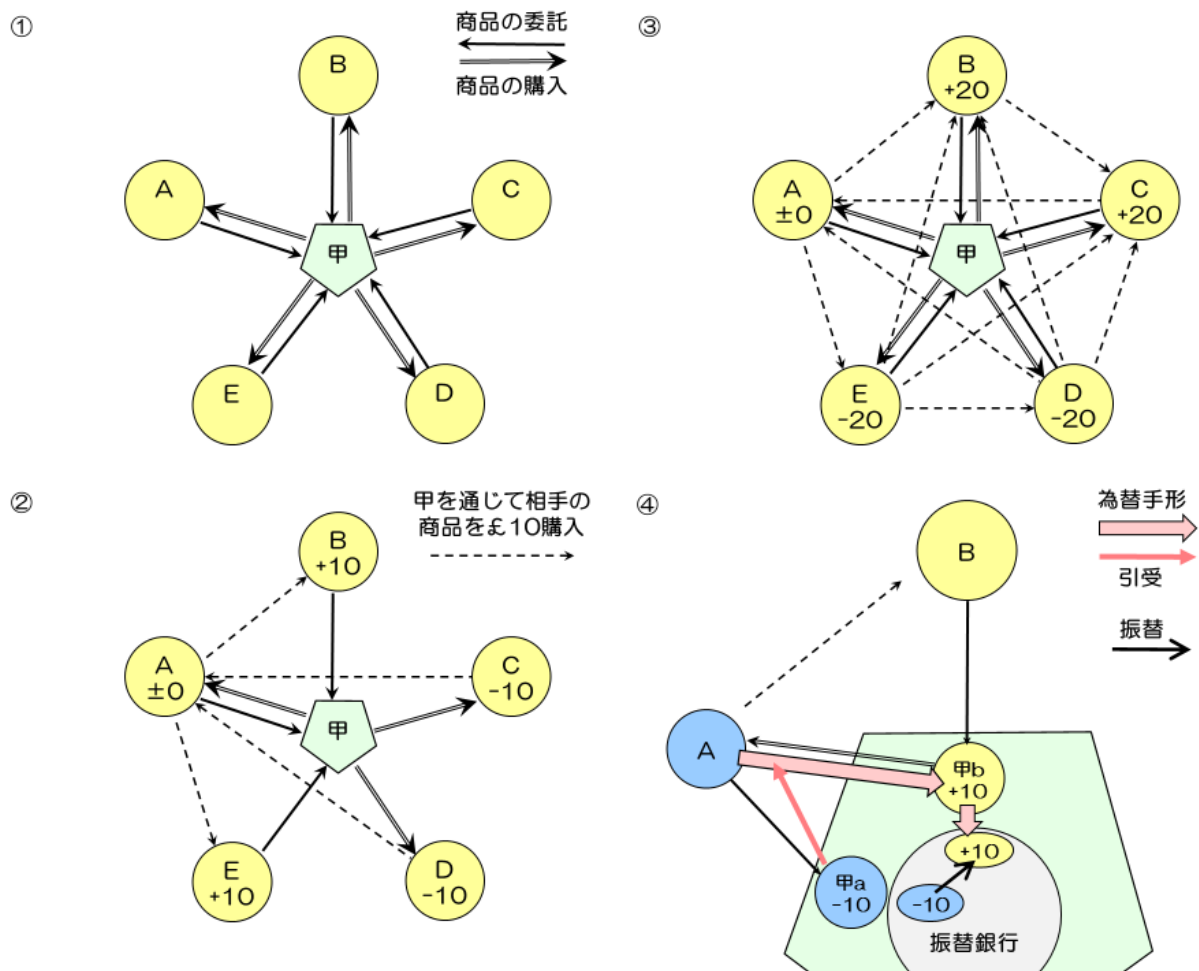 ①
商品の委託
商品の購入
B
A
C
甲
E
D
③
B
+20
A
±0
C
+20
甲
E
-20
D
-20
②
甲を通じて相手の
商品を£10購入
B
+10
A
±0
C
-10
甲
E
+10
D
-10
④
為替手形
引受
振替
B
A
甲b
+10
+10
甲a
-10
-10
振替銀行